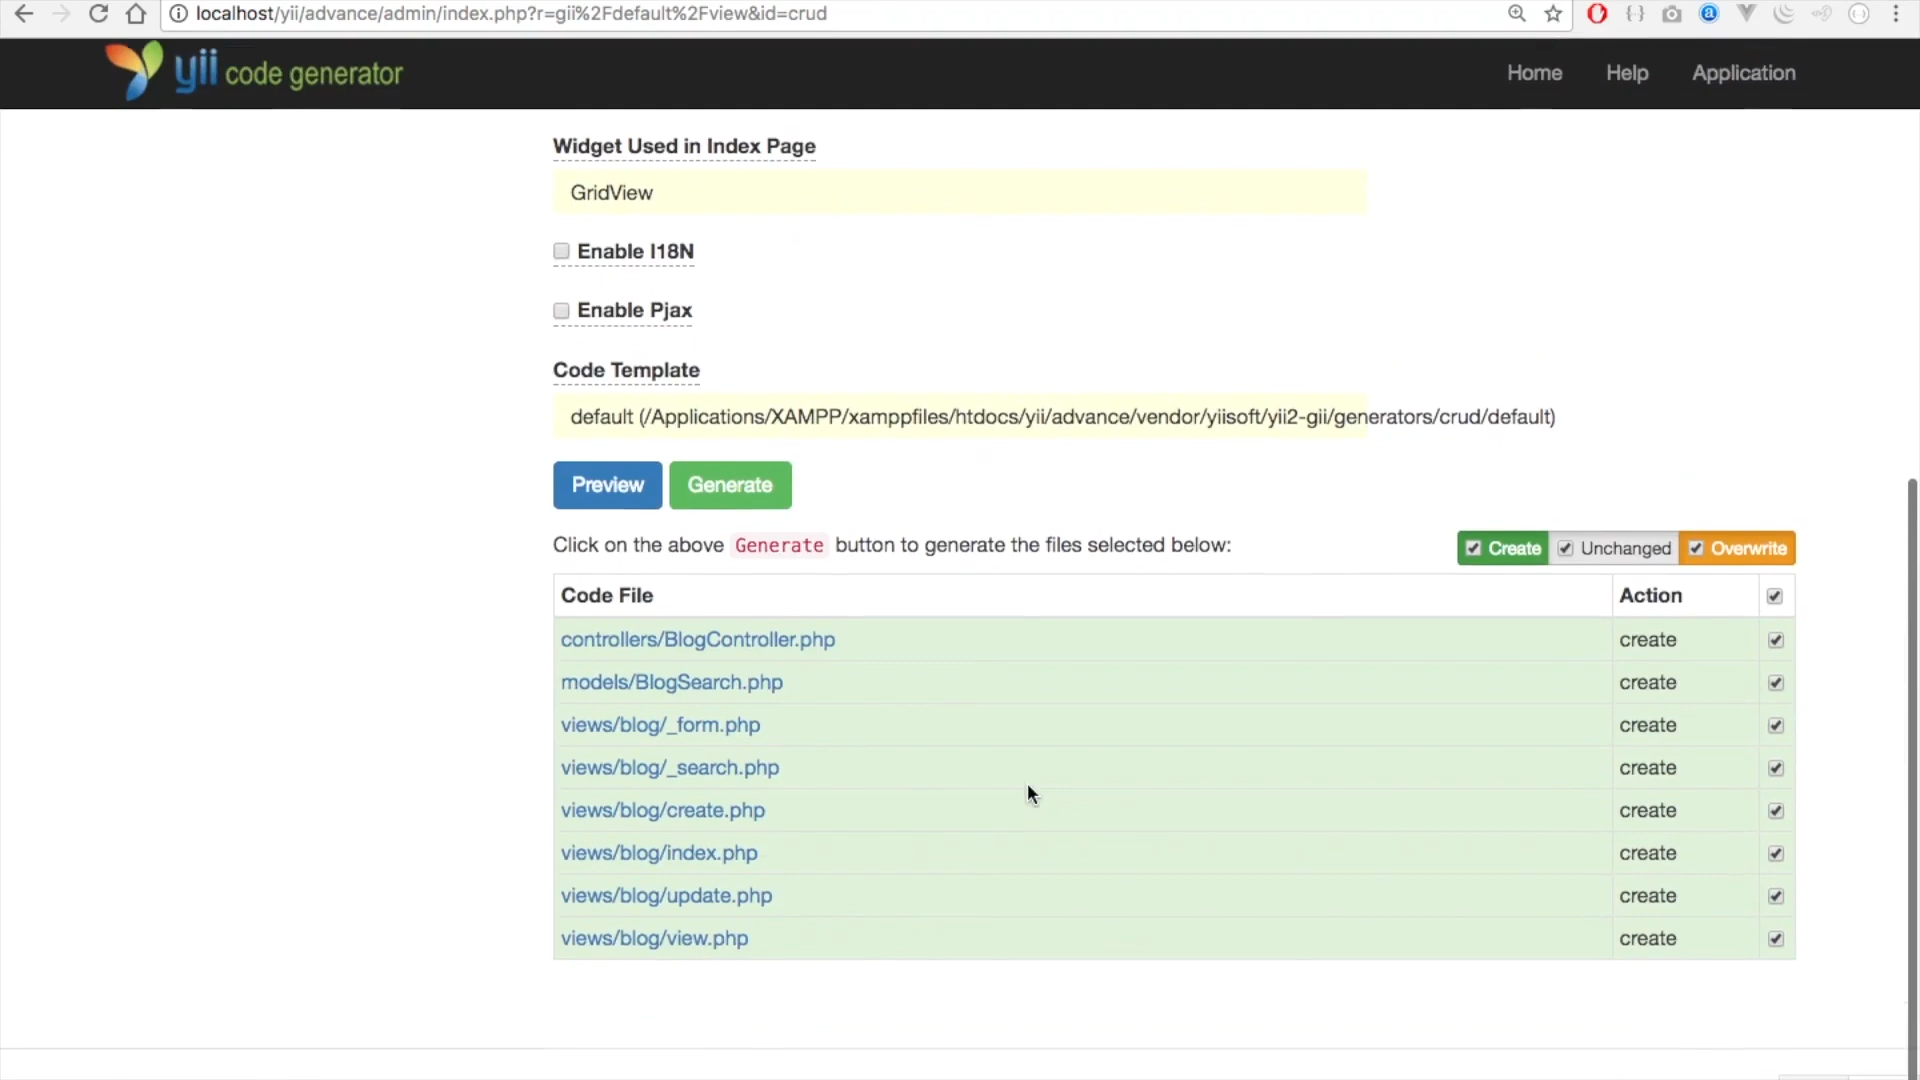 localhost/yii/advance/admin/index.php?r=gii%2Fdefault%2Fview&id=crud
yii code generator
Home
Help
Application
Widget Used in Index Page
GridView
Enable I18N
Enable Pjax
Code Template
default (/Applications/XAMPP/xamppfiles/htdocs/yii/advance/vendor/yiisoft/yii2-gii/generators/crud/default)
Preview
Generate
Click on the above Generate button to generate the files selected below:
Create
Unchanged
Overwrite
Code File
Action
controllers/BlogController.php
create
models/BlogSearch.php
create
views/blog/_form.php
create
views/blog/_search.php
create
views/blog/create.php
create
views/blog/index.php
create
views/blog/update.php
create
views/blog/view.php
create